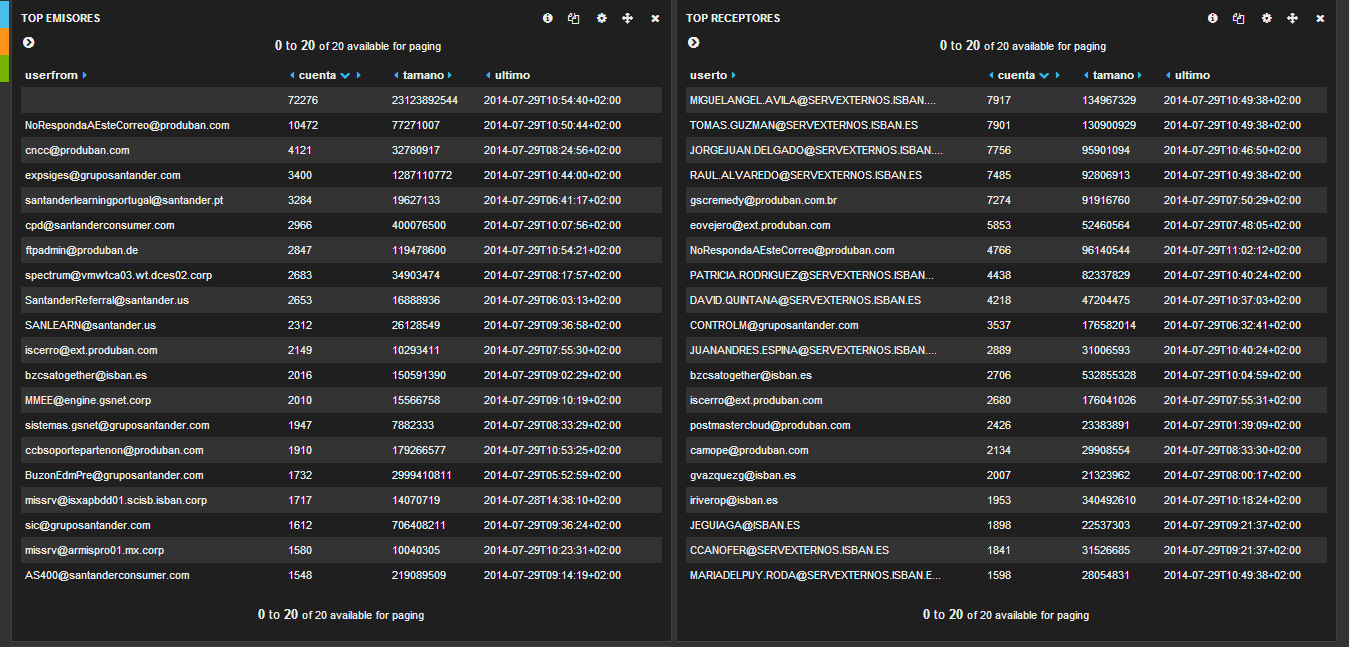 TOP EMISORES
0 to 20 of 20 available for paging
userfrom cuenta tamano ultimo
72276 23123892544 2014-07-29T10:54:40+02:00
NoRespondaAEsteCorreo@produban.com 10472 77271007 2014-07-29T10:50:44+02:00
cncc@produban.com 4121 32780917 2014-07-29T08:24:56+02:00
expsiges@gruposantander.com 3400 1287110772 2014-07-29T10:44:00+02:00
santanderlearningportugal@santander.pt 3284 19627133 2014-07-29T06:41:17+02:00
cpd@santanderconsumer.com 2966 400076500 2014-07-29T10:07:56+02:00
ftpadmin@produban.de 2847 119478600 2014-07-29T10:54:21+02:00
spectrum@vmwtca03.wt.dces02.corp 2683 34903474 2014-07-29T08:17:57+02:00
SantanderReferral@santander.us 2653 16888936 2014-07-29T06:03:13+02:00
SANLEARN@santander.us 2312 26128549 2014-07-29T09:36:58+02:00
iscerro@ext.produban.com 2149 10293411 2014-07-29T07:55:30+02:00
bzcsatogether@isban.es 2016 150591390 2014-07-29T09:02:29+02:00
MMEE@engine.gsnet.corp 2010 15566758 2014-07-29T09:10:19+02:00
sistemas.gsnet@gruposantander.com 1947 7882333 2014-07-29T08:33:29+02:00
ccbsoportepartenon@produban.com 1910 179266577 2014-07-29T10:53:25+02:00
BuzonEdmPre@gruposantander.com 1732 2999410811 2014-07-29T05:52:59+02:00
missrv@isxapbdd01.scisb.isban.corp 1717 14070719 2014-07-28T14:38:10+02:00
sic@gruposantander.com 1612 706408211 2014-07-29T09:36:24+02:00
missrv@armispro01.mx.corp 1580 10040305 2014-07-29T10:23:31+02:00
AS400@santanderconsumer.com 1548 219089509 2014-07-29T09:14:19+02:00
0 to 20 of 20 available for paging
TOP RECEPTORES
0 to 20 of 20 available for paging
userto cuenta tamano ultimo
MIGUELANGEL.AVILA@SERVEXTERNOS.ISBAN.... 7917 134967329 2014-07-29T10:49:38+02:00
TOMAS.GUZMAN@SERVEXTERNOS.ISBAN.ES 7901 130900929 2014-07-29T10:49:38+02:00
JORGEJUAN.DELGADO@SERVEXTERNOS.ISBAN.... 7756 95901094 2014-07-29T10:46:50+02:00
RAUL.ALVAREDO@SERVEXTERNOS.ISBAN.ES 7485 92806913 2014-07-29T10:49:38+02:00
gscremedy@produban.com.br 7274 91916760 2014-07-29T07:50:29+02:00
eovejero@ext.produban.com 5853 52460564 2014-07-29T07:48:05+02:00
NoRespondaAEsteCorreo@produban.com 4766 96140544 2014-07-29T11:02:12+02:00
PATRICIA.RODRIGUEZ@SERVEXTERNOS.ISBAN... 4438 82337829 2014-07-29T10:40:24+02:00
DAVID.QUINTANA@SERVEXTERNOS.ISBAN.ES 4218 47204475 2014-07-29T10:37:03+02:00
CONTROLM@gruposantander.com 3537 176582014 2014-07-29T06:32:41+02:00
JUANANDRES.ESPINA@SERVEXTERNOS.ISBAN.... 2889 31006593 2014-07-29T10:40:24+02:00
bzcsatogether@isban.es 2706 532855328 2014-07-29T10:04:59+02:00
iscerro@ext.produban.com 2680 176041026 2014-07-29T07:55:31+02:00
postmastercloud@produban.com 2426 23383891 2014-07-29T01:39:09+02:00
camope@produban.com 2134 29908554 2014-07-29T08:33:30+02:00
gvazquezg@isban.es 2007 21323962 2014-07-29T08:00:17+02:00
iriverop@isban.es 1953 340492610 2014-07-29T10:18:24+02:00
JEGUIAGA@ISBAN.ES 1898 22537303 2014-07-29T09:21:37+02:00
CCANOFER@SERVEXTERNOS.ISBAN.ES 1841 31526685 2014-07-29T09:21:37+02:00
MARIADELPUY.RODA@SERVEXTERNOS.ISBAN.E... 1598 28054831 2014-07-29T10:49:38+02:00
0 to 20 of 20 available for paging